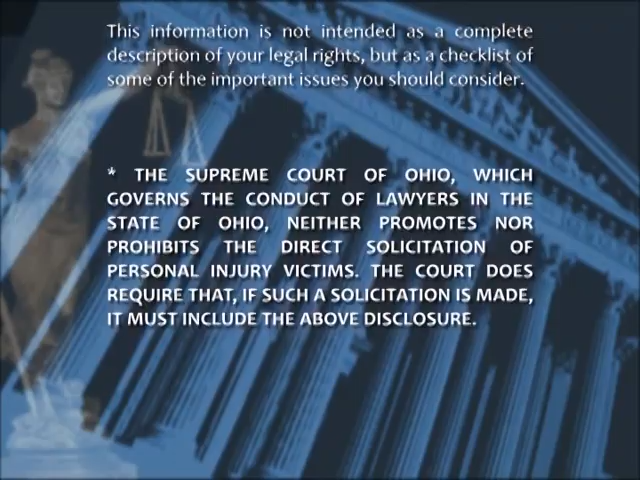 This information is not intended as a complete
description of your legal rights, but as a checklist of
some of the important issues you should consider.
* THE SUPREME COURT OF OHIO, WHICH
GOVERNS THE CONDUCT OF LAWYERS IN THE
STATE OF OHIO, NEITHER PROMOTES NOR
PROHIBITS THE DIRECT SOLICITATION OF
PERSONAL INJURY VICTIMS. THE COURT DOES
REQUIRE THAT, IF SUCH A SOLICITATION IS MADE,
IT MUST INCLUDE THE ABOVE DISCLOSURE.